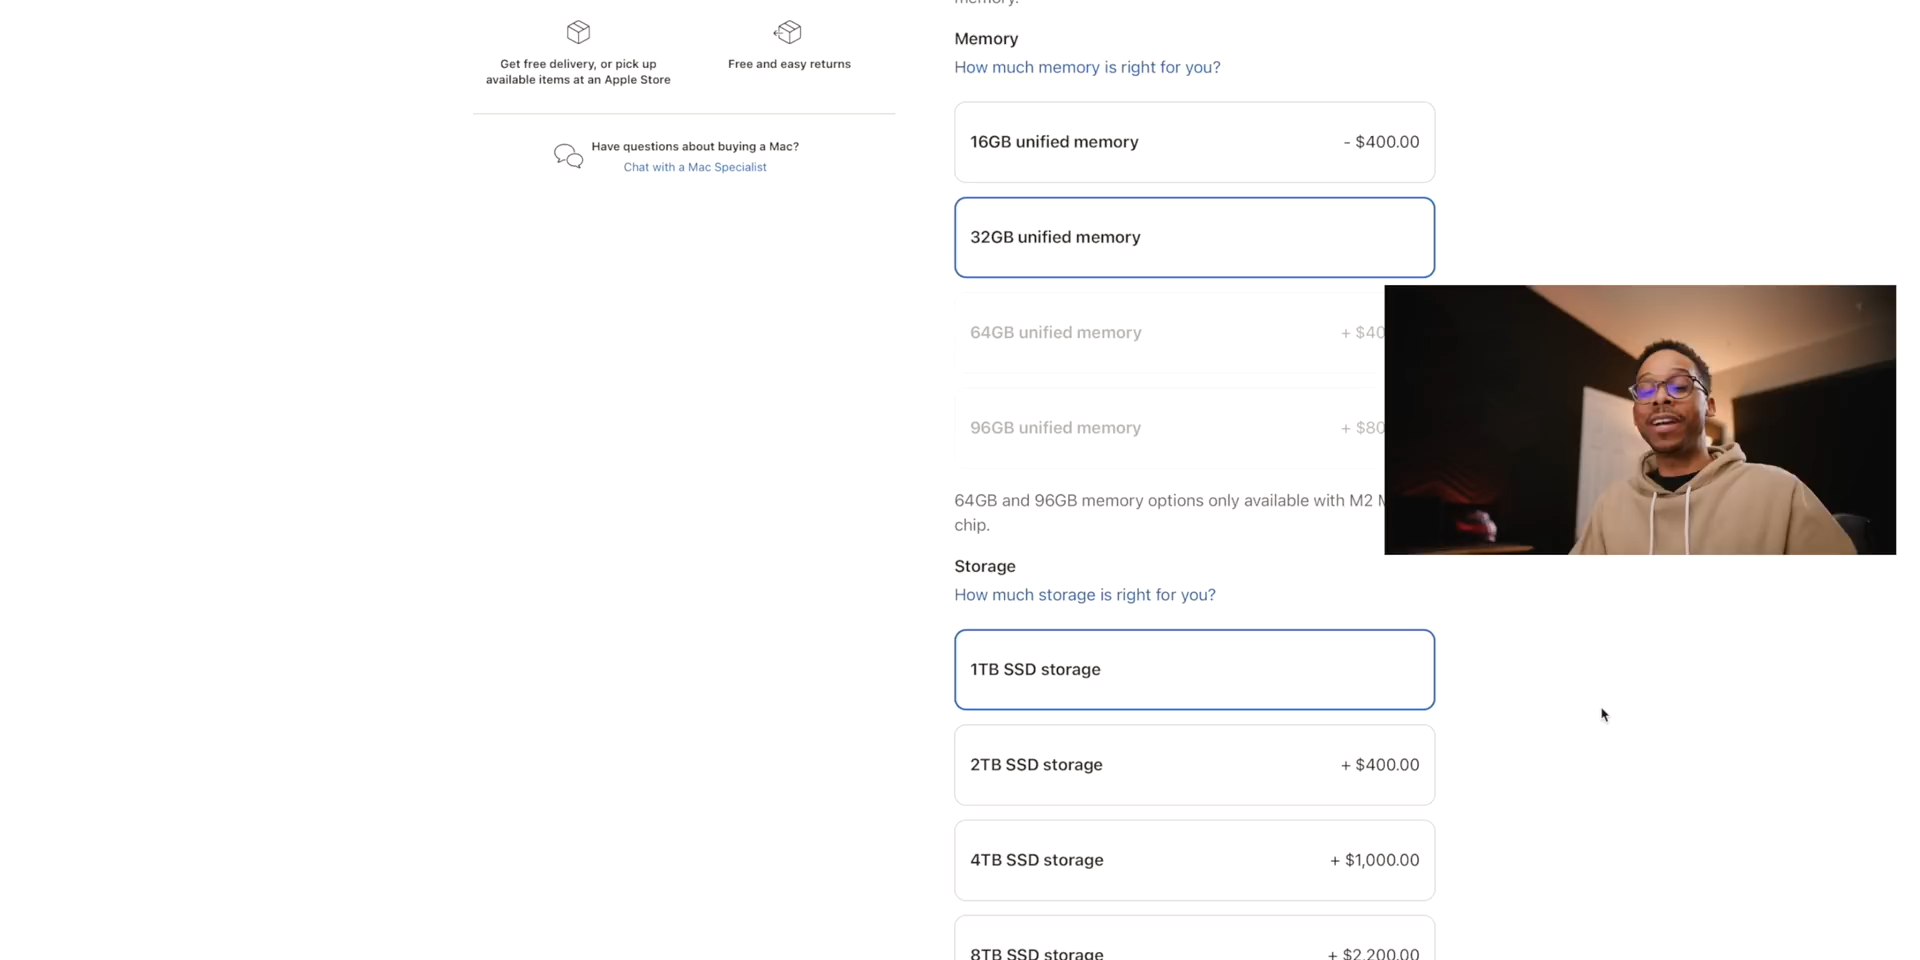 Get free delivery, or pick up
available items at an Apple Store
Free and easy returns
Have questions about buying a Mac?
Chat with a Mac Specialist
memory.
Memory
How much memory is right for you?
16GB unified memory - $400.00
32GB unified memory
64GB unified memory + $40
96GB unified memory + $80
64GB and 96GB memory options only available with M2
chip.
Storage
How much storage is right for you?
1TB SSD storage
2TB SSD storage + $400.00
4TB SSD storage + $1,000.00
8TB SSD storage + $2,200.00